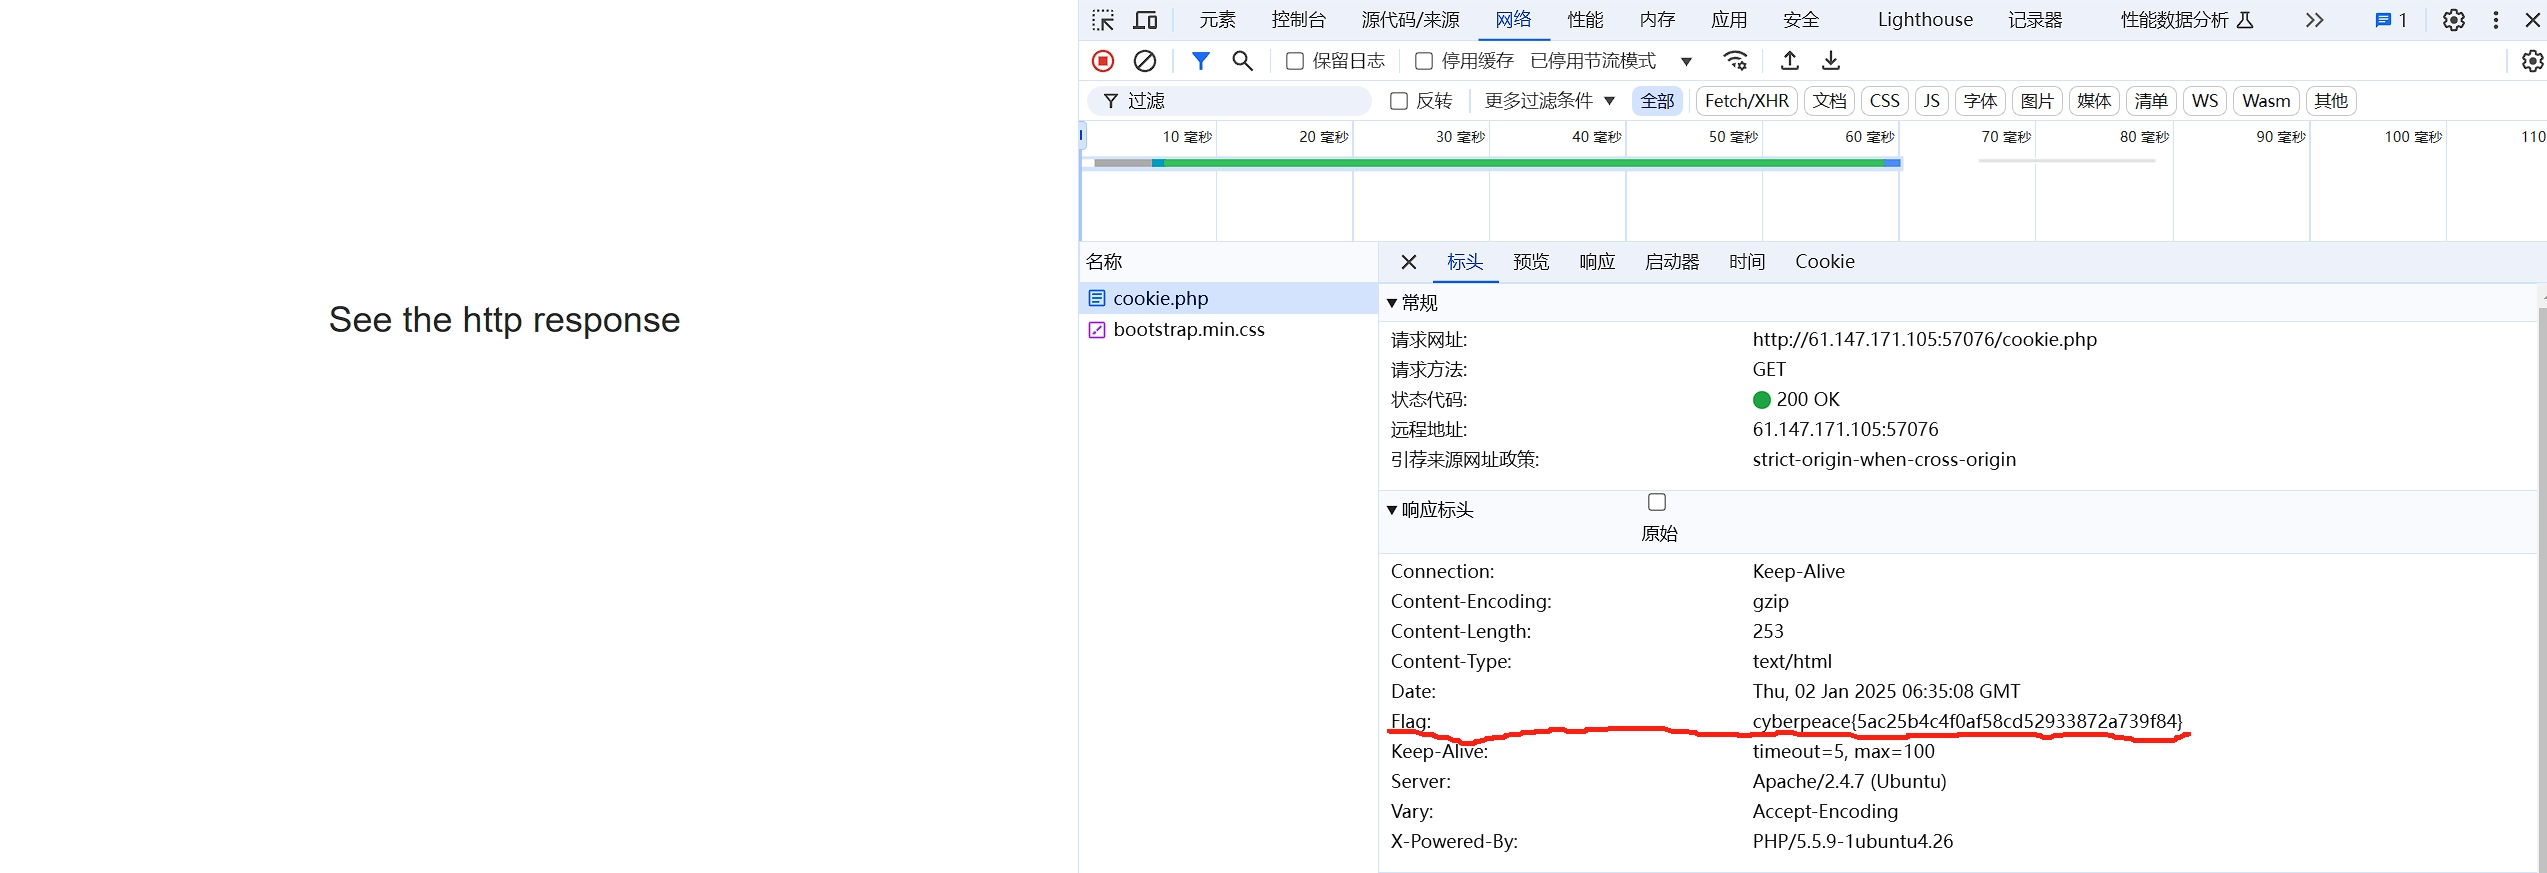 See the http response
元素 控制台 源代码/来源 网络 性能 内存 应用 安全 Lighthouse 记录器 性能数据分析 1
保留日志 停用缓存 已停用节流模式
过滤 反转 更多过滤条件 全部 Fetch/XHR 文档 CSS JS 字体 图片 媒体 清单 WS Wasm 其他
10 毫秒 20 毫秒 30 毫秒 40 毫秒 50 毫秒 60 毫秒 70 毫秒 80 毫秒 90 毫秒 100 毫秒 110
名称
cookie.php
bootstrap.min.css
标头 预览 响应 启动器 时间 Cookie
常规
请求网址: http://61.147.171.105:57076/cookie.php
请求方法: GET
状态代码: 200 OK
远程地址: 61.147.171.105:57076
引荐来源网址政策: strict-origin-when-cross-origin
响应标头
原始
Connection: Keep-Alive
Content-Encoding: gzip
Content-Length: 253
Content-Type: text/html
Date: Thu, 02 Jan 2025 06:35:08 GMT
Flag: cyberpeace{5ac25b4c4f0af58cd52933872a739f84}
Keep-Alive: timeout=5, max=100
Server: Apache/2.4.7 (Ubuntu)
Vary: Accept-Encoding
X-Powered-By: PHP/5.5.9-1ubuntu4.26